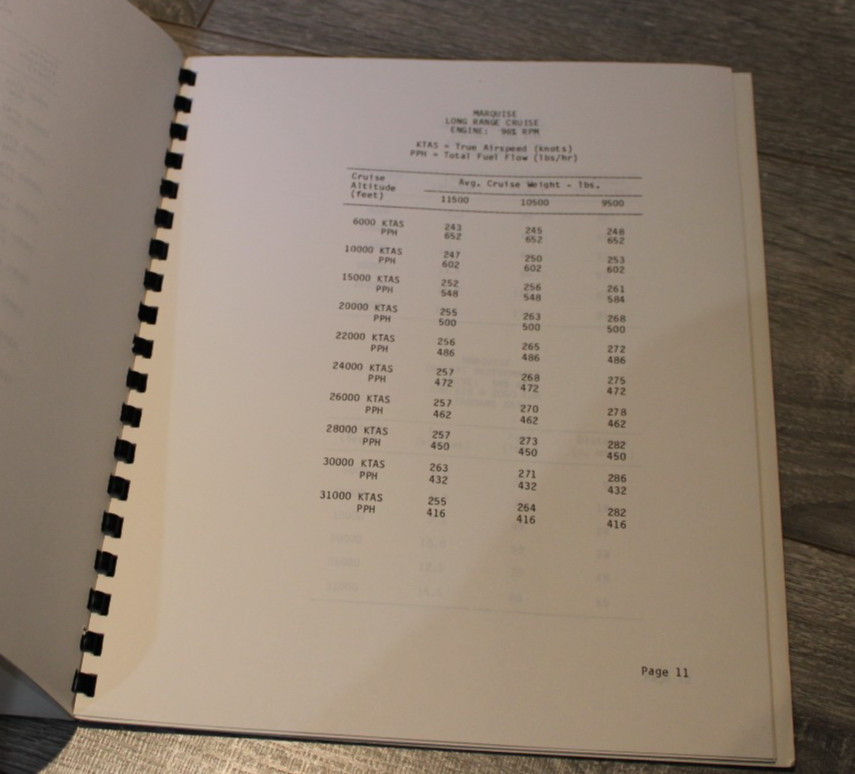 MARQUISE
LONG RANGE CRUISE
ENGINE: 96% RPM
KTAS = True Airspeed (knots)
PPH = Total Fuel Flow (lbs/hr)
Cruise Altitude (feet) Avg. Cruise Weight - lbs.
11500 10500 9500
6000 KTAS 243 245 248
PPH 652 652 652
10000 KTAS 247 250 253
PPH 602 602 602
15000 KTAS 252 256 261
PPH 548 548 584
20000 KTAS 255 263 268
PPH 500 500 500
22000 KTAS 256 265 272
PPH 486 486 486
24000 KTAS 257 268 275
PPH 472 472 472
26000 KTAS 257 270 278
PPH 462 462 462
28000 KTAS 257 273 282
PPH 450 450 450
30000 KTAS 263 271 286
PPH 432 432 432
31000 KTAS 255 264 282
PPH 416 416 416
Page 11